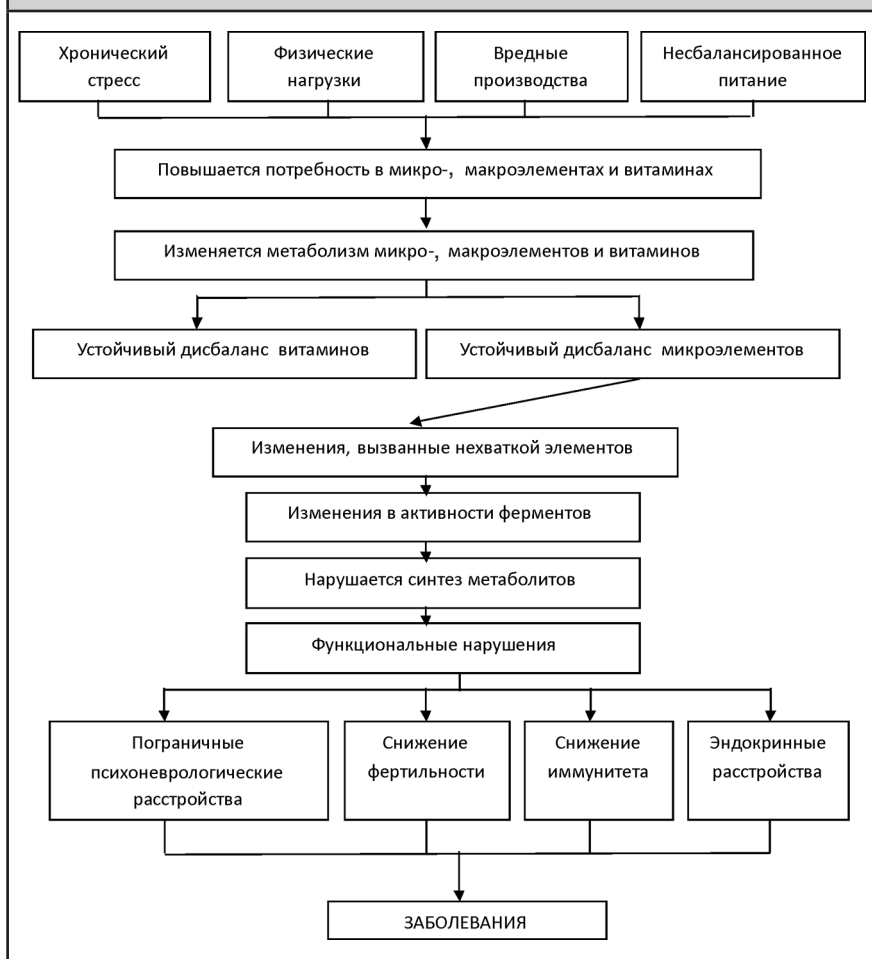 Хронический
стресс
Физические
нагрузки
Вредные
производства
Несбалансированное
питание
Повышается потребность в микро-, макроэлементах и витаминах
Изменяется метаболизм микро-, макроэлементов и витаминов
Устойчивый дисбаланс витаминов
Устойчивый дисбаланс микроэлементов
Изменения, вызванные нехваткой элементов
Изменения в активности ферментов
Нарушается синтез метаболитов
Функциональные нарушения
Пограничные
психоневрологические
расстройства
Снижение
фертильности
Снижение
иммунитета
Эндокринные
расстройства
ЗАБОЛЕВАНИЯ